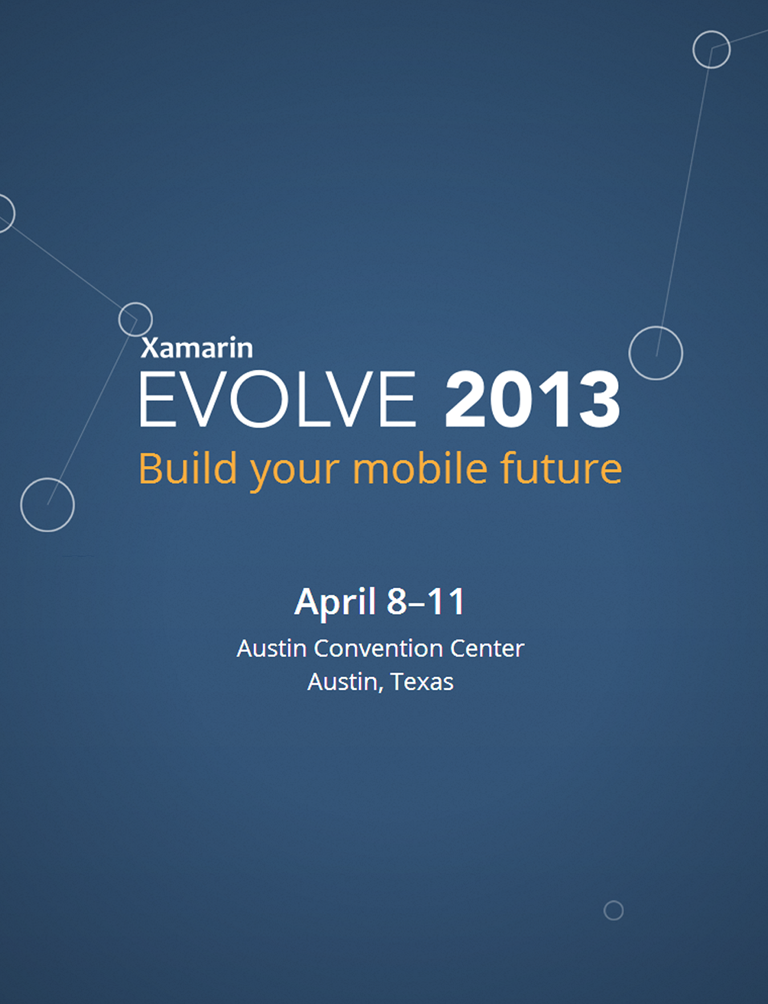 Xamarin
EVOLVE 2013
Build your mobile future
April 8–11
Austin Convention Center
Austin, Texas